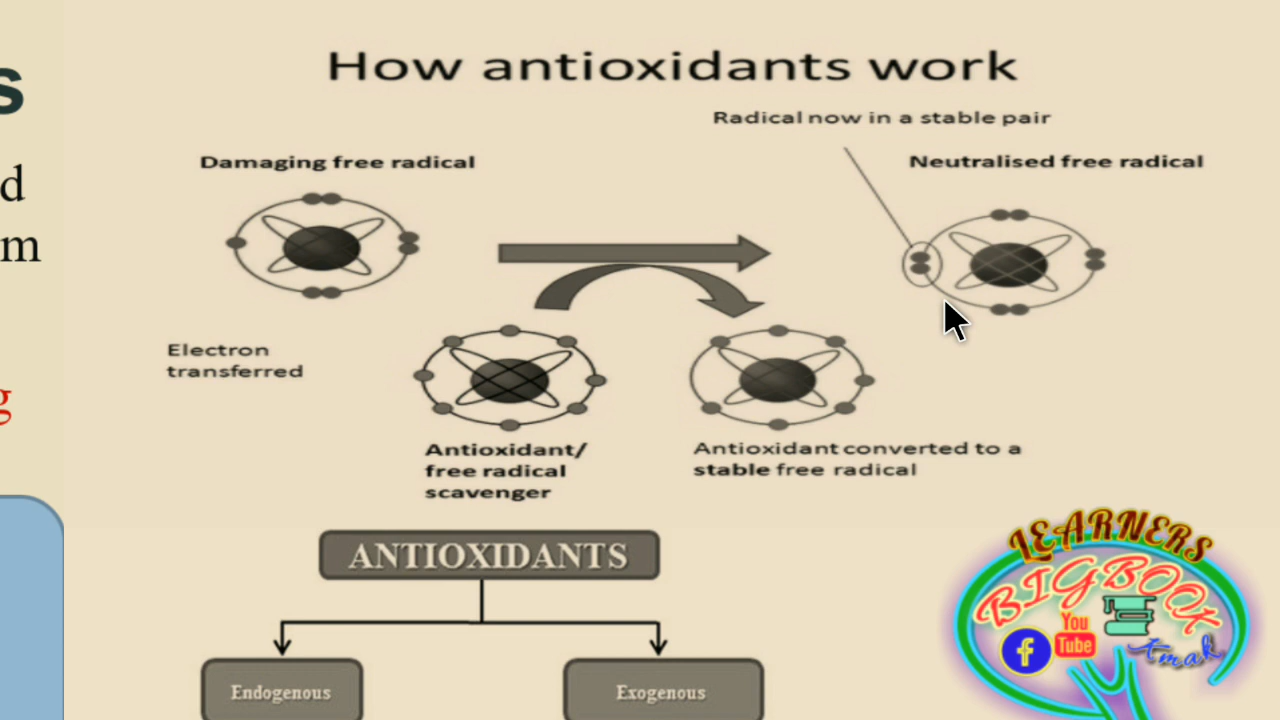 s
d
m
g
How antioxidants work
Radical now in a stable pair
Damaging free radical
Neutralised free radical
Electron
transferred
Antioxidant/
free radical
scavenger
Antioxidant converted to a
stable free radical
ANTIOXIDANTS
Endogenous
Exogenous
LEARNERS
BIGBOOK
You
Tube
f
tmak